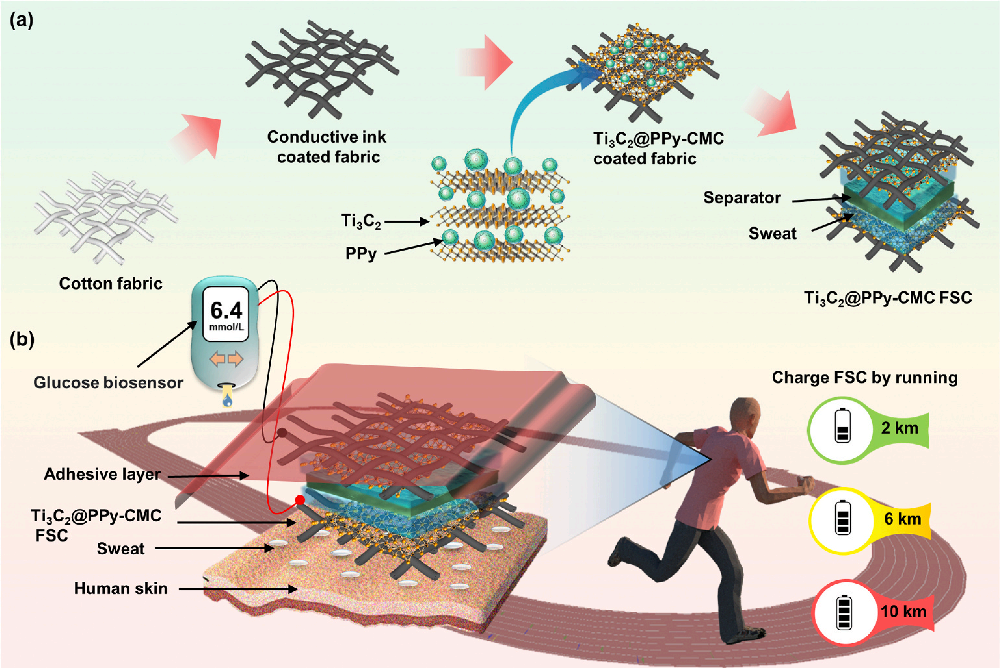 (a)
Conductive ink
coated fabric
Ti₃C₂@PPy-CMC
coated fabric
Separator
Sweat
Ti₃C₂
PPy
Cotton fabric
Ti₃C₂@PPy-CMC FSC
(b)
6.4
mmol/L
Glucose biosensor
Adhesive layer
Ti₃C₂@PPy-CMC
FSC
Sweat
Human skin
Charge FSC by running
2 km
6 km
10 km